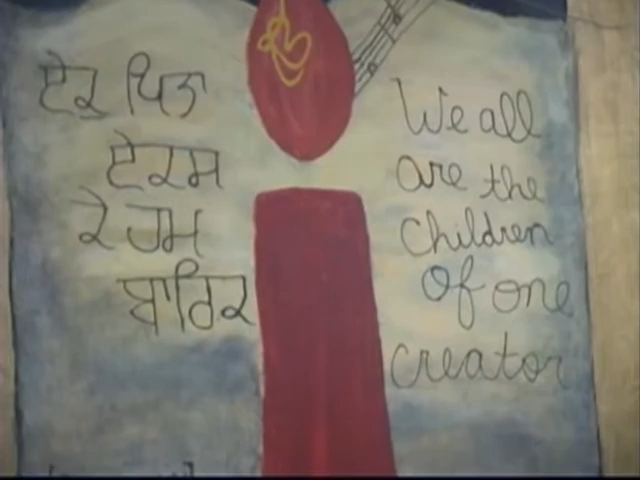 ਏਕੁ ਪਿਤਾ
ਏਕਸ
ਕੇ ਹਮ
ਬਾਰਿਕ
We all
are the
children
of one
creator